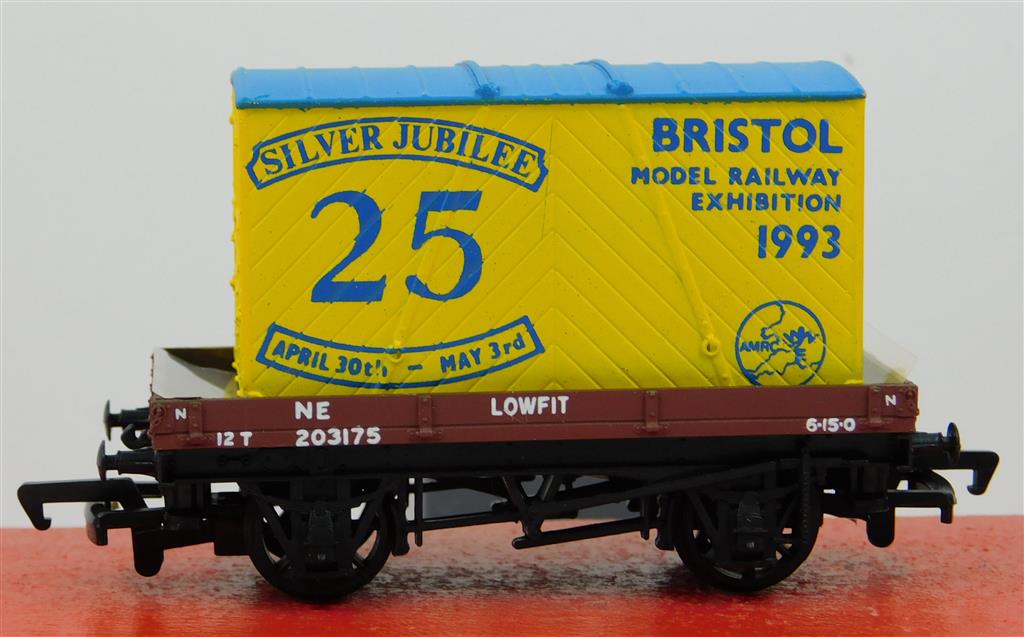 SILVER JUBILEE
25
APRIL 30th - MAY 3rd
BRISTOL
MODEL RAILWAY
EXHIBITION
1993
AMRC
N NE LOWFIT N
12 T 203175 6·15·0